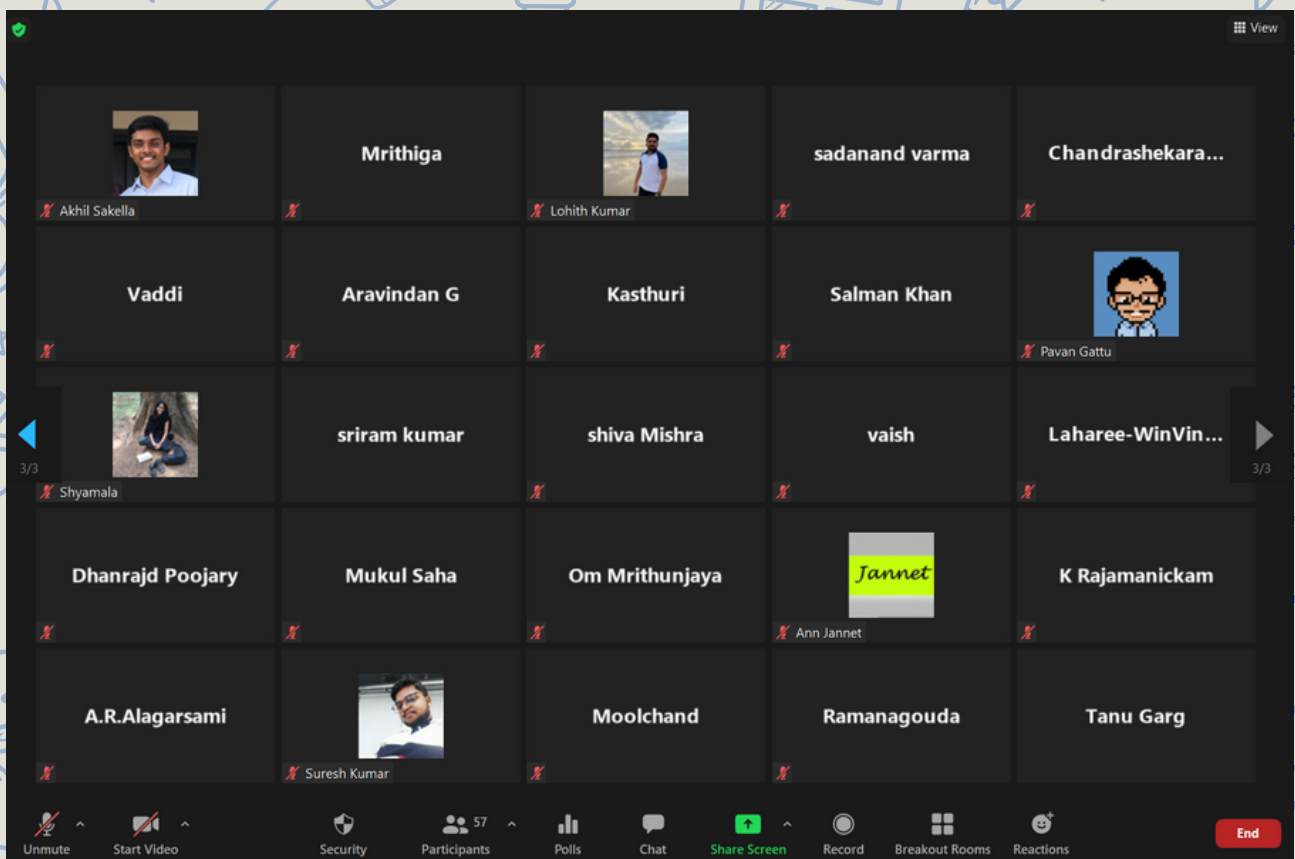 View
Akhil Sakella
Mrithiga
Lohith Kumar
sadanand varma
Chandrashekara...
Vaddi
Aravindan G
Kasthuri
Salman Khan
Pavan Gattu
3/3
Shyamala
sriram kumar
shiva Mishra
vaish
Laharee-WinVin...
3/3
Dhanrajd Poojary
Mukul Saha
Om Mrithunjaya
Jannet
Ann Jannet
K Rajamanickam
A.R.Alagarsami
Suresh Kumar
Moolchand
Ramanagouda
Tanu Garg
Unmute
Start Video
Security
57
Participants
Polls
Chat
Share Screen
Record
Breakout Rooms
Reactions
End